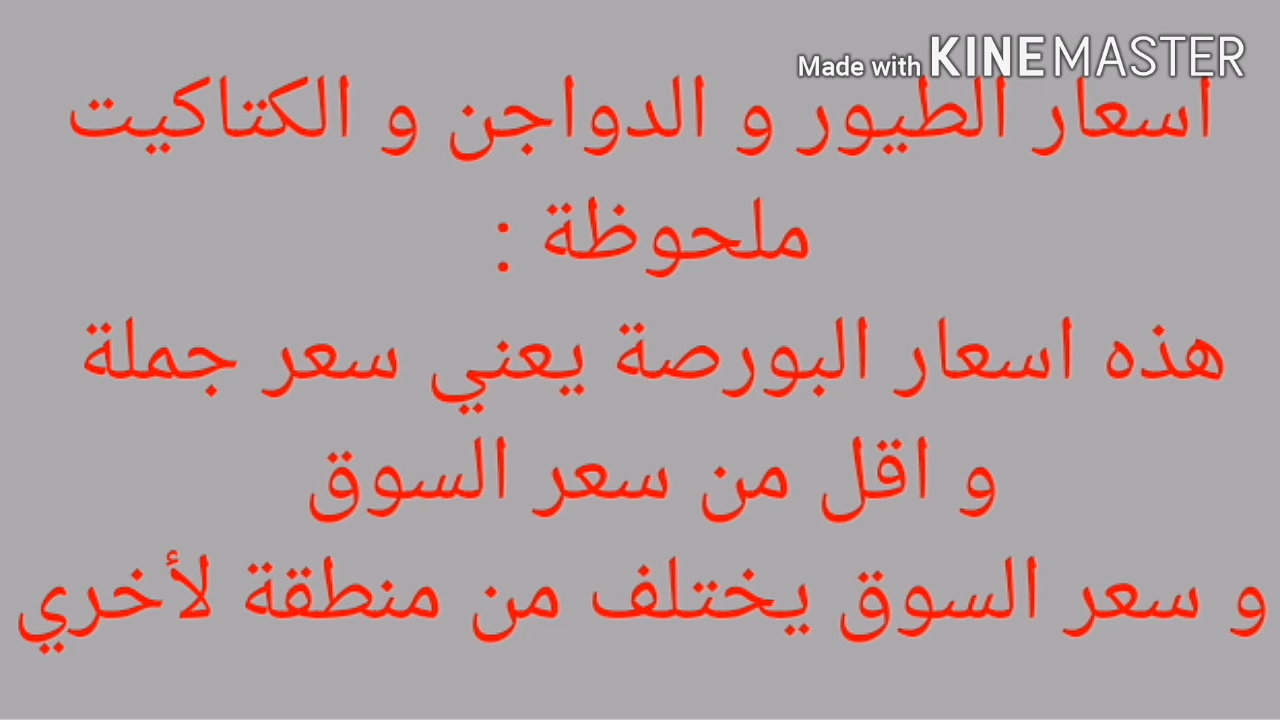 Made with KINEMASTER
اسعار الطيور و الدواجن و الكتاكيت
ملحوظة :
هذه اسعار البورصة يعني سعر جملة
و اقل من سعر السوق
و سعر السوق يختلف من منطقة لأخري